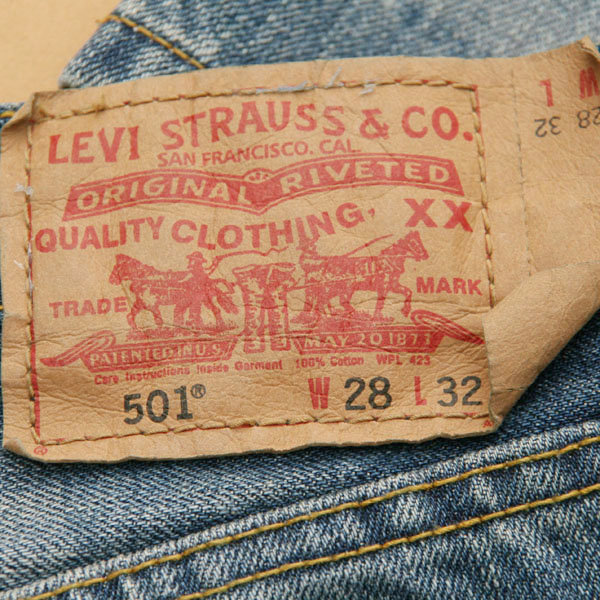 LEVI STRAUSS & CO.
SAN FRANCISCO. CAL.
ORIGINAL RIVETED
QUALITY CLOTHING, XX
TRADE MARK
PATENTED IN U.S. MAY 20 1873
Care Instructions Inside Garment 100% Cotton WPL 423
501® W 28 L 32
28
32